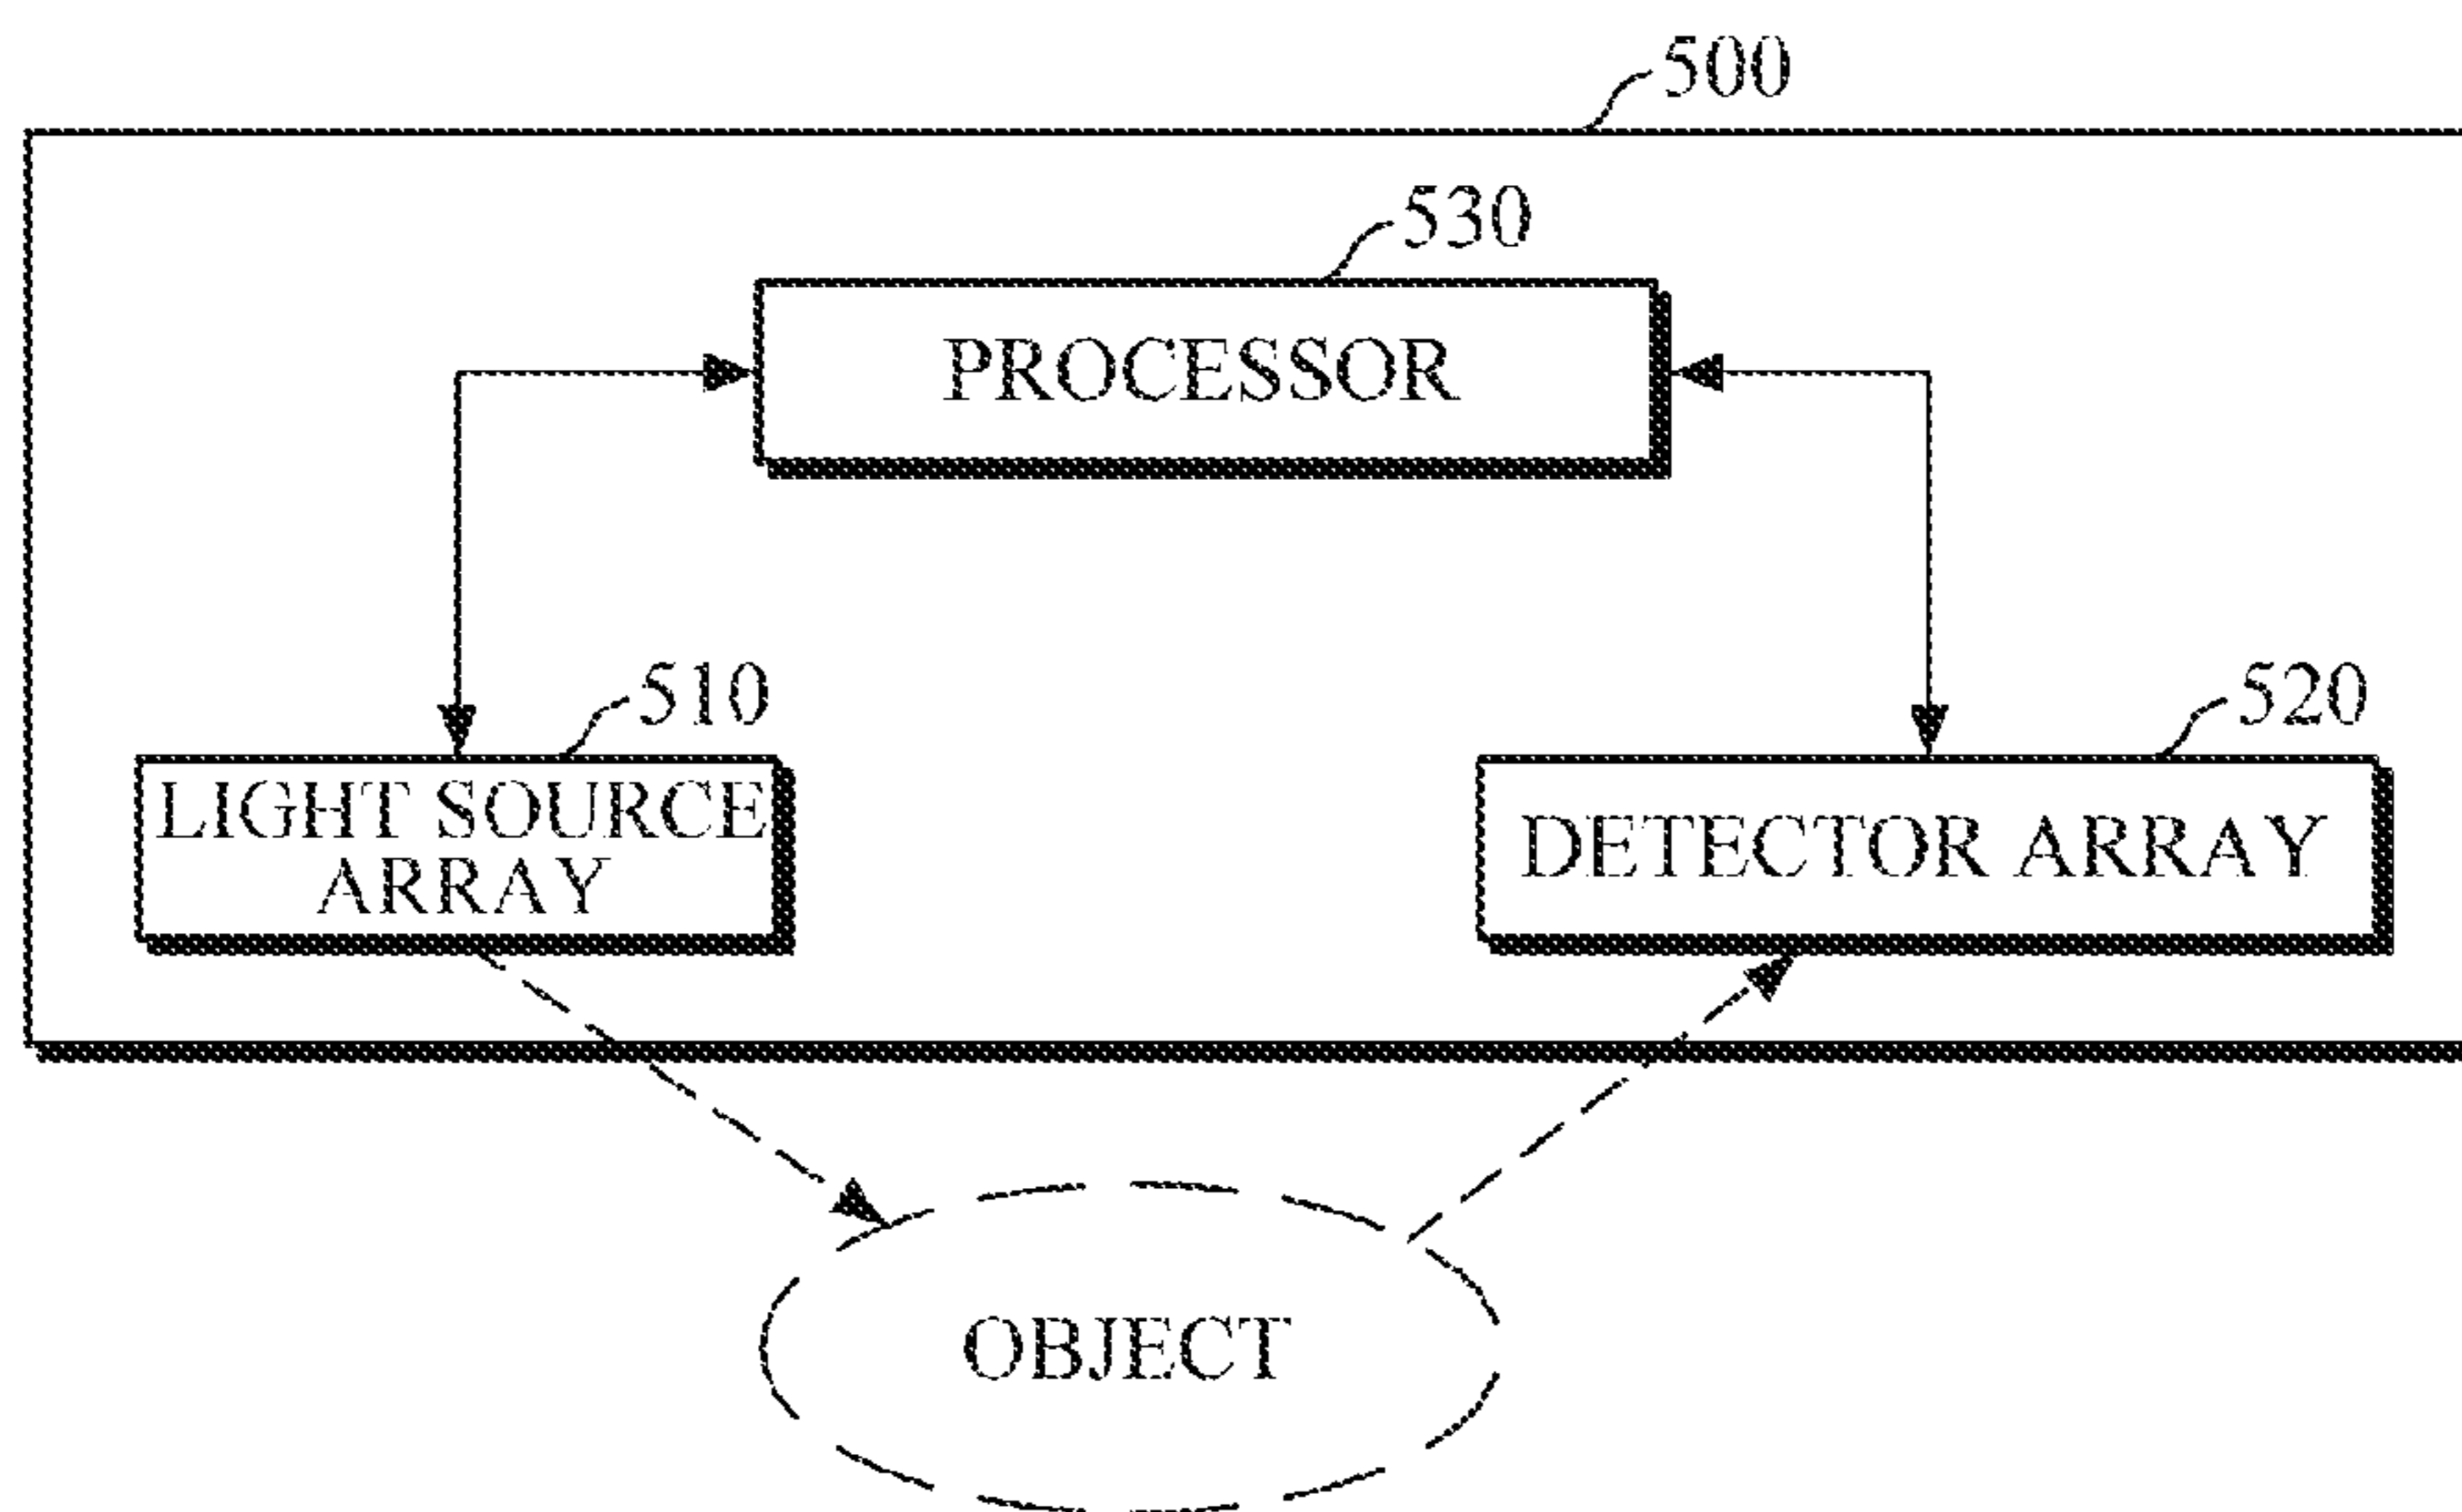 500
530
PROCESSOR
510
520
LIGHT SOURCE
ARRAY
DETECTOR ARRAY
OBJECT